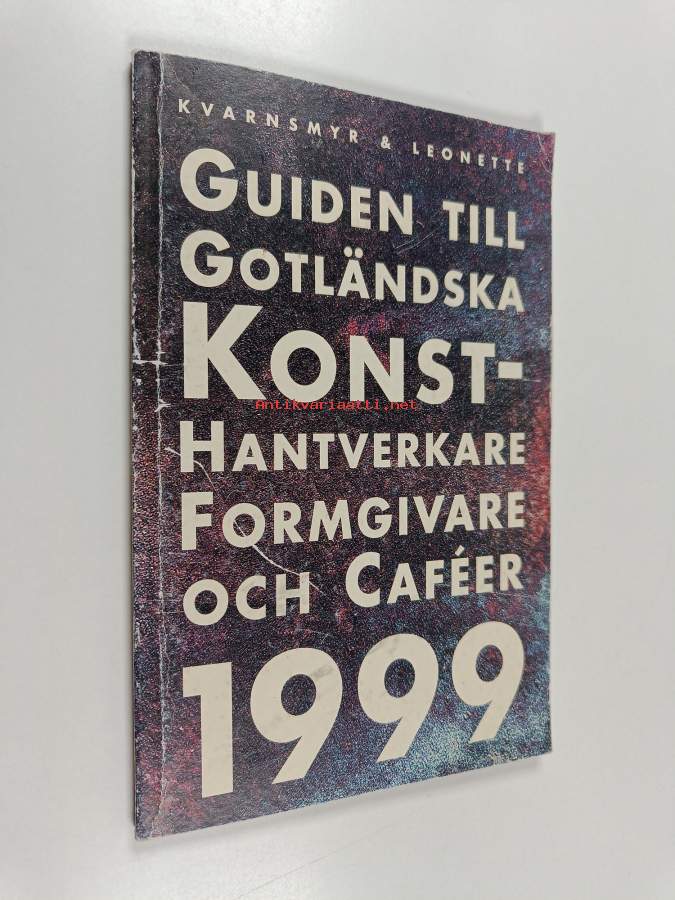 KVARNSMYR & LEONETTE
GUIDEN TILL
GOTLÄNDSKA
KONST-
Antikvariaatti.net
HANTVERKARE
FORMGIVARE
OCH CAFÉER
1999